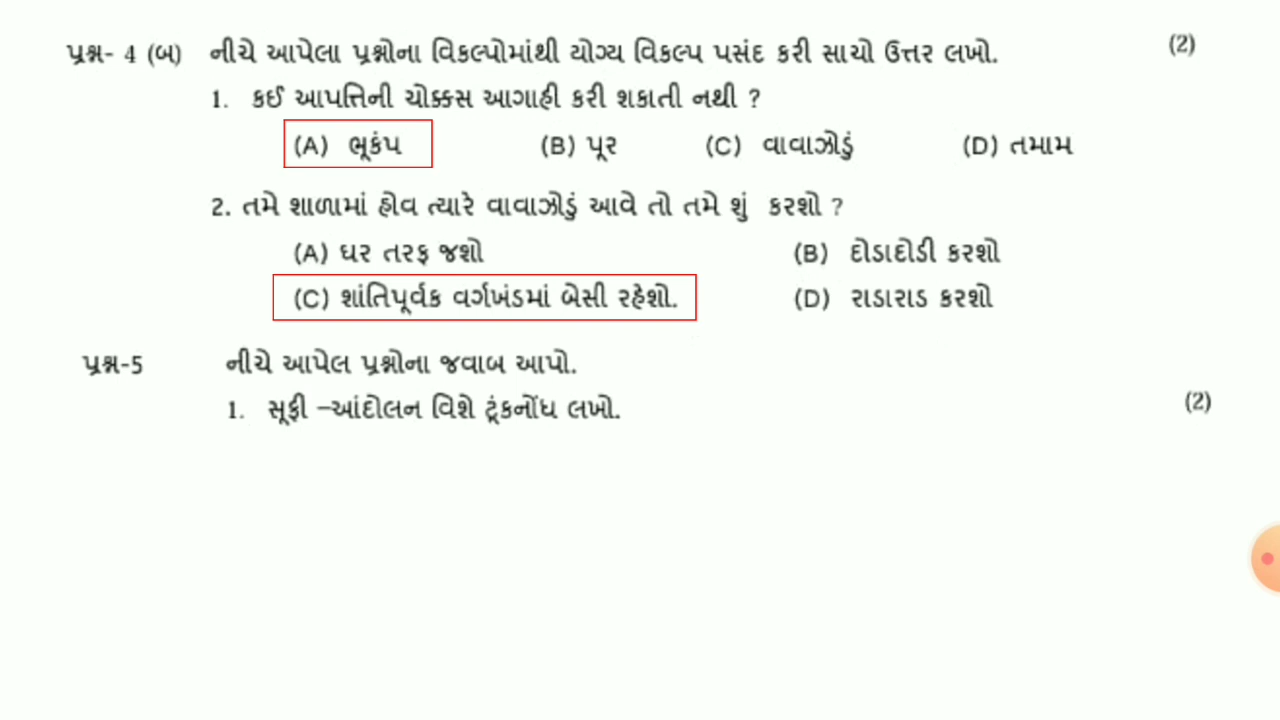 પ્રશ્ન- 4 (બ) નીચે આપેલા પ્રશ્નોના વિકલ્પોમાંથી યોગ્ય વિકલ્પ પસંદ કરી સાચો ઉત્તર લખો. (2)
1. કઈ આપત્તિની ચોક્કસ આગાહી કરી શકાતી નથી ?
(A) ભૂકંપ (B) પૂર (C) વાવાઝોડું (D) તમામ
2. તમે શાળામાં હોવ ત્યારે વાવાઝોડું આવે તો તમે શું કરશો ?
(A) ઘર તરફ જશો (B) દોડાદોડી કરશો
(C) શાંતિપૂર્વક વર્ગખંડમાં બેસી રહેશો. (D) રાડારાડ કરશો
પ્રશ્ન-5 નીચે આપેલ પ્રશ્નોના જવાબ આપો.
1. સૂફી –આંદોલન વિશે ટૂંકનોંધ લખો. (2)